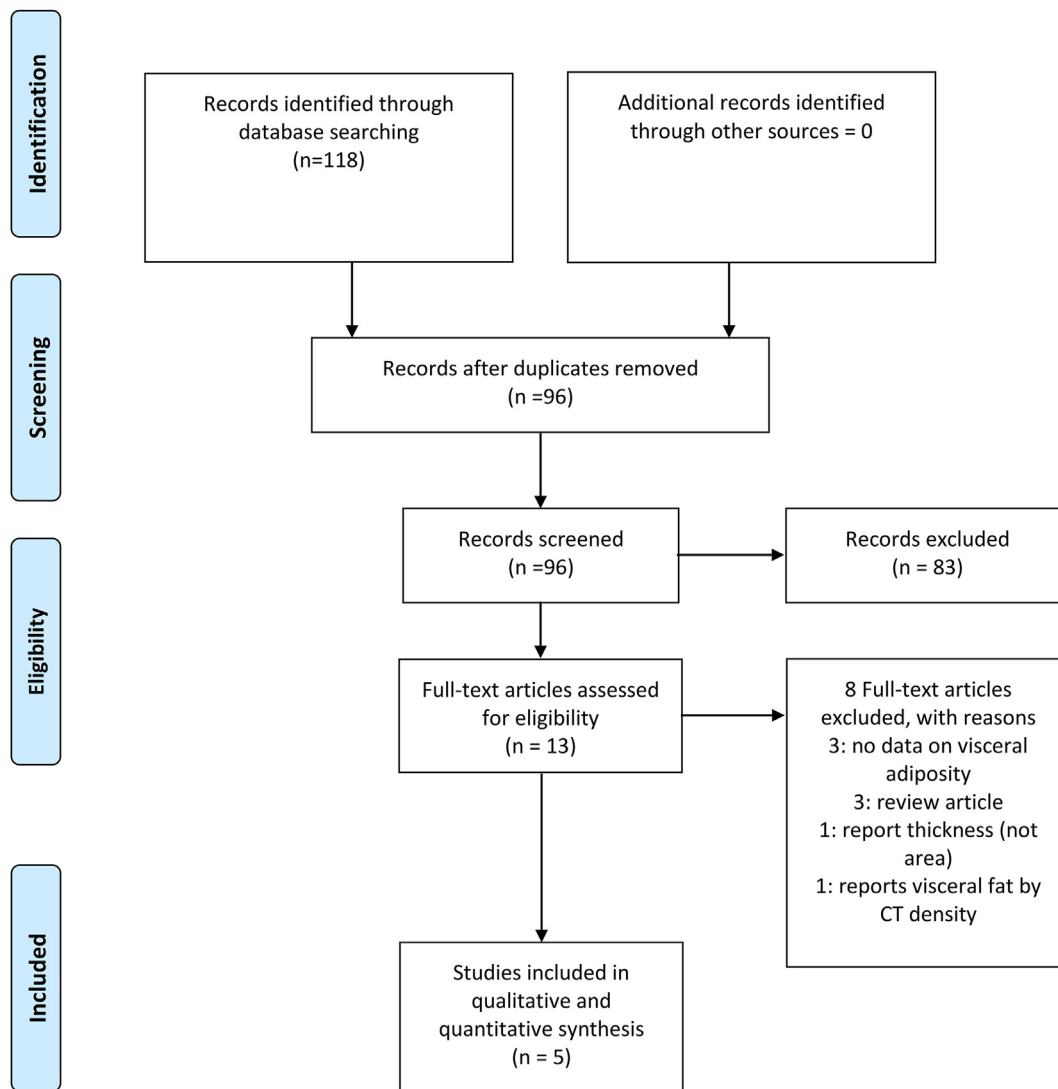 Identification
Records identified through
database searching
(n=118)
Additional records identified
through other sources = 0
Screening
Records after duplicates removed
(n =96)
Records screened
(n =96)
Records excluded
(n = 83)
Eligibility
Full-text articles assessed
for eligibility
(n = 13)
8 Full-text articles
excluded, with reasons
3: no data on visceral
adiposity
3: review article
1: report thickness (not
area)
1: reports visceral fat by
CT density
Included
Studies included in
qualitative and
quantitative synthesis
(n = 5)